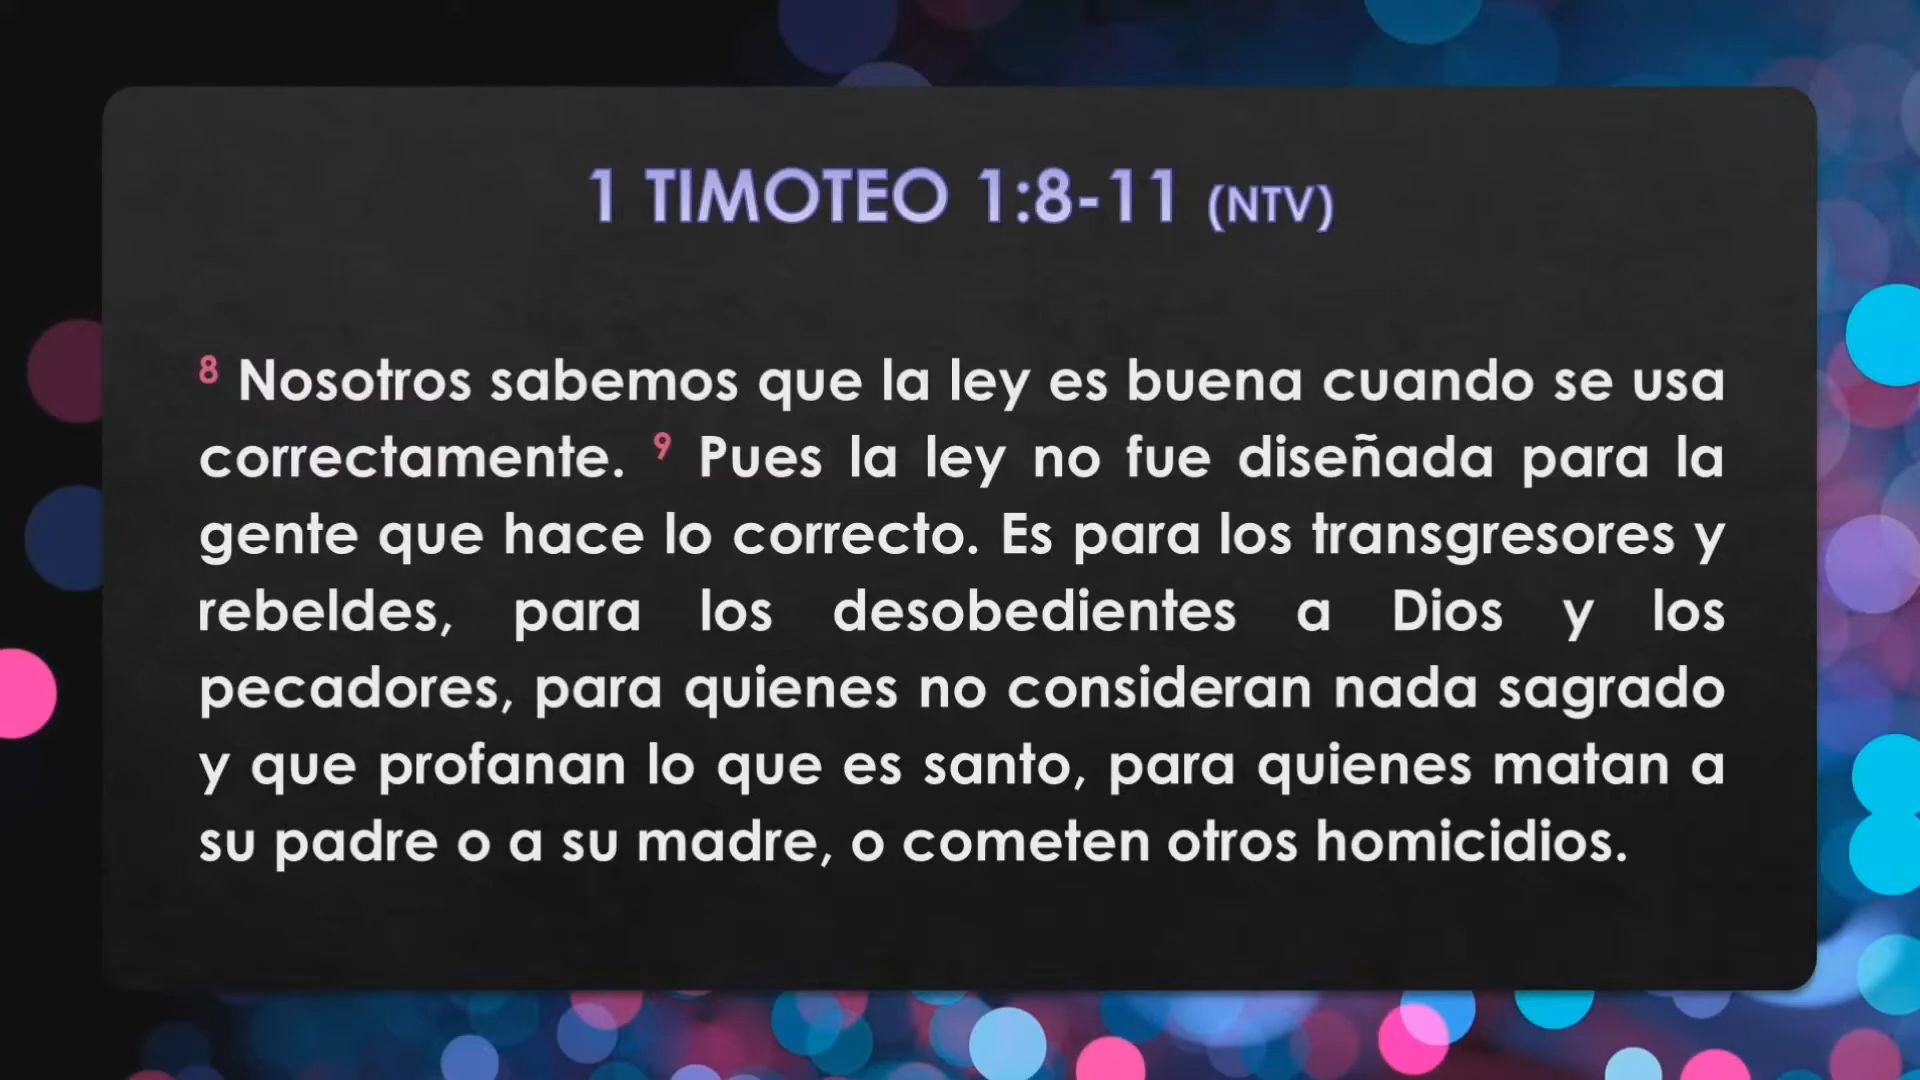 1 TIMOTEO 1:8-11 (NTV)
8 Nosotros sabemos que la ley es buena cuando se usa
correctamente. 9 Pues la ley no fue diseñada para la
gente que hace lo correcto. Es para los transgresores y
rebeldes, para los desobedientes a Dios y los
pecadores, para quienes no consideran nada sagrado
y que profanan lo que es santo, para quienes matan a
su padre o a su madre, o cometen otros homicidios.